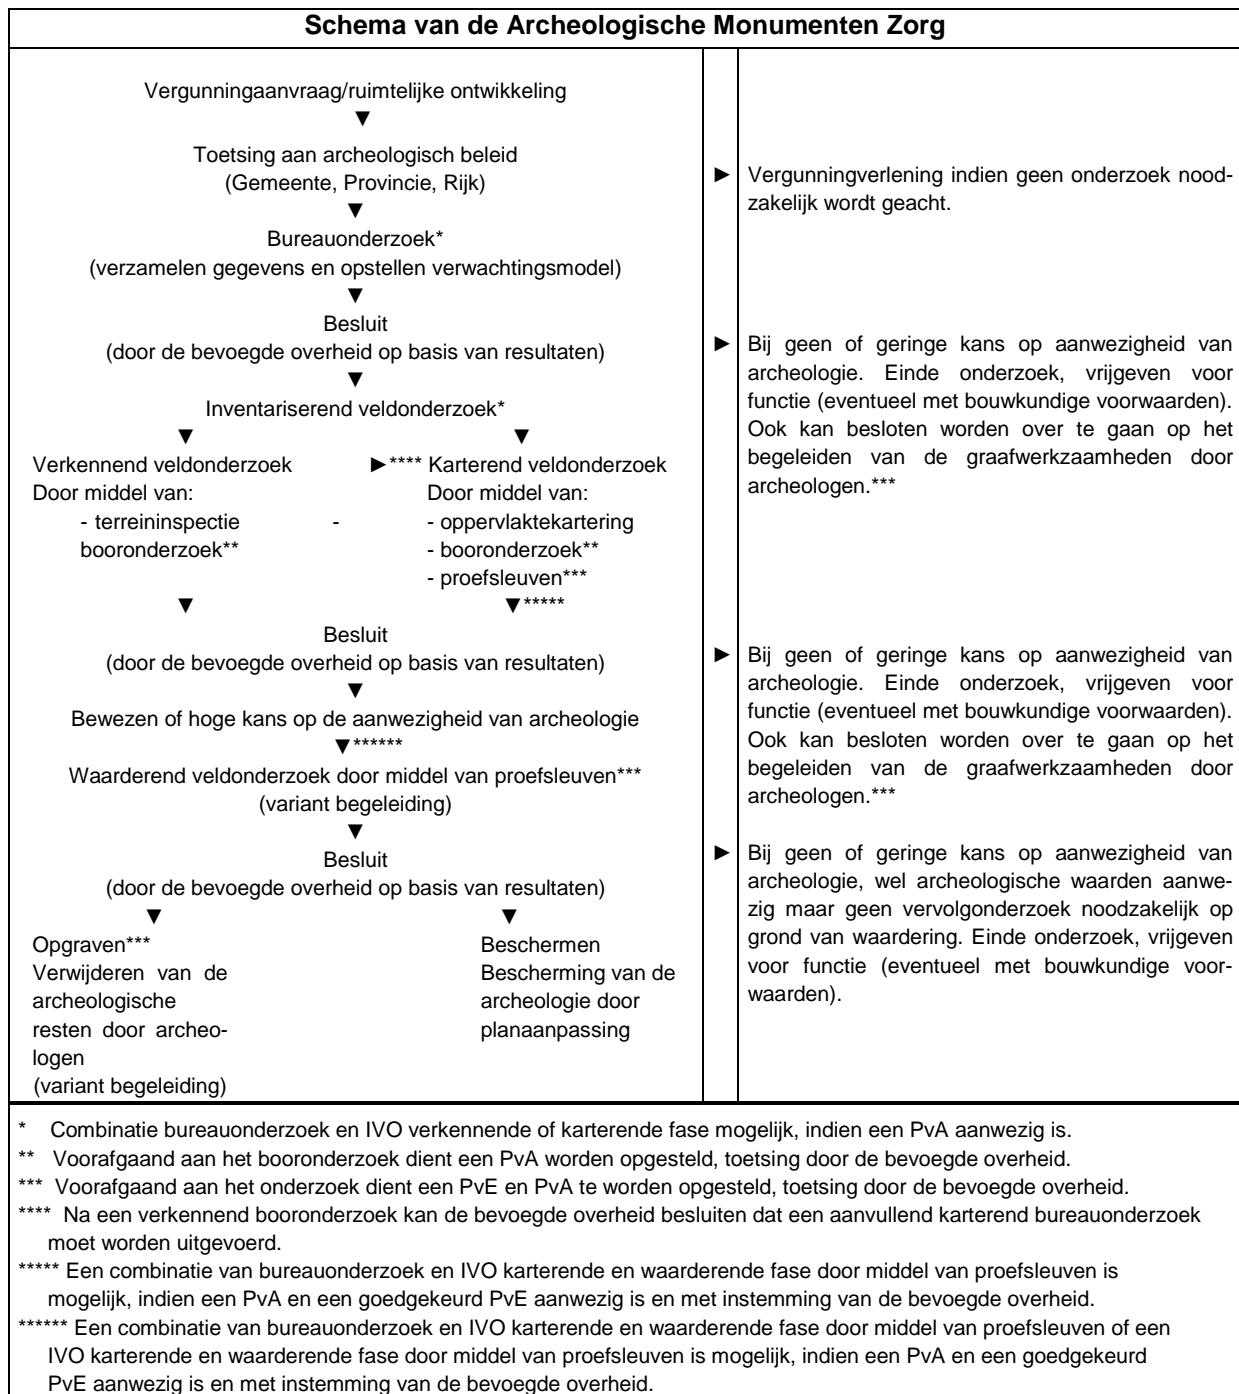 Schema van de Archeologische Monumenten Zorg
Vergunningaanvraag/ruimtelijke ontwikkeling
▼
Toetsing aan archeologisch beleid
(Gemeente, Provincie, Rijk)
▼
Bureauonderzoek*
(verzamelen gegevens en opstellen verwachtingsmodel)
▼
Besluit
(door de bevoegde overheid op basis van resultaten)
▼
Inventariserend veldonderzoek*
▼ ▼
Verkennend veldonderzoek ►**** Karterend veldonderzoek
Door middel van: Door middel van:
- terreininspectie - - oppervlaktekartering
booronderzoek** - booronderzoek**
- proefsleuven***
▼ ▼*****
Besluit
(door de bevoegde overheid op basis van resultaten)
▼
Bewezen of hoge kans op de aanwezigheid van archeologie
▼******
Waarderend veldonderzoek door middel van proefsleuven***
(variant begeleiding)
▼
Besluit
(door de bevoegde overheid op basis van resultaten)
▼ ▼
Opgraven*** Beschermen
Verwijderen van de Bescherming van de
archeologische archeologie door
resten door archeo- planaanpassing
logen
(variant begeleiding)
► Vergunningverlening indien geen onderzoek nood-
zakelijk wordt geacht.
► Bij geen of geringe kans op aanwezigheid van
archeologie. Einde onderzoek, vrijgeven voor
functie (eventueel met bouwkundige voorwaarden).
Ook kan besloten worden over te gaan op het
begeleiden van de graafwerkzaamheden door
archeologen.***
► Bij geen of geringe kans op aanwezigheid van
archeologie. Einde onderzoek, vrijgeven voor
functie (eventueel met bouwkundige voorwaarden).
Ook kan besloten worden over te gaan op het
begeleiden van de graafwerkzaamheden door
archeologen.***
► Bij geen of geringe kans op aanwezigheid van
archeologie, wel archeologische waarden aanwe-
zig maar geen vervolgonderzoek noodzakelijk op
grond van waardering. Einde onderzoek, vrijgeven
voor functie (eventueel met bouwkundige voor-
waarden).
* Combinatie bureauonderzoek en IVO verkennende of karterende fase mogelijk, indien een PvA aanwezig is.
** Voorafgaand aan het booronderzoek dient een PvA worden opgesteld, toetsing door de bevoegde overheid.
*** Voorafgaand aan het onderzoek dient een PvE en PvA te worden opgesteld, toetsing door de bevoegde overheid.
**** Na een verkennend booronderzoek kan de bevoegde overheid besluiten dat een aanvullend karterend bureauonderzoek
moet worden uitgevoerd.
***** Een combinatie van bureauonderzoek en IVO karterende en waarderende fase door middel van proefsleuven is
mogelijk, indien een PvA en een goedgekeurd PvE aanwezig is en met instemming van de bevoegde overheid.
****** Een combinatie van bureauonderzoek en IVO karterende en waarderende fase door middel van proefsleuven of een
IVO karterende en waarderende fase door middel van proefsleuven is mogelijk, indien een PvA en een goedgekeurd
PvE aanwezig is en met instemming van de bevoegde overheid.